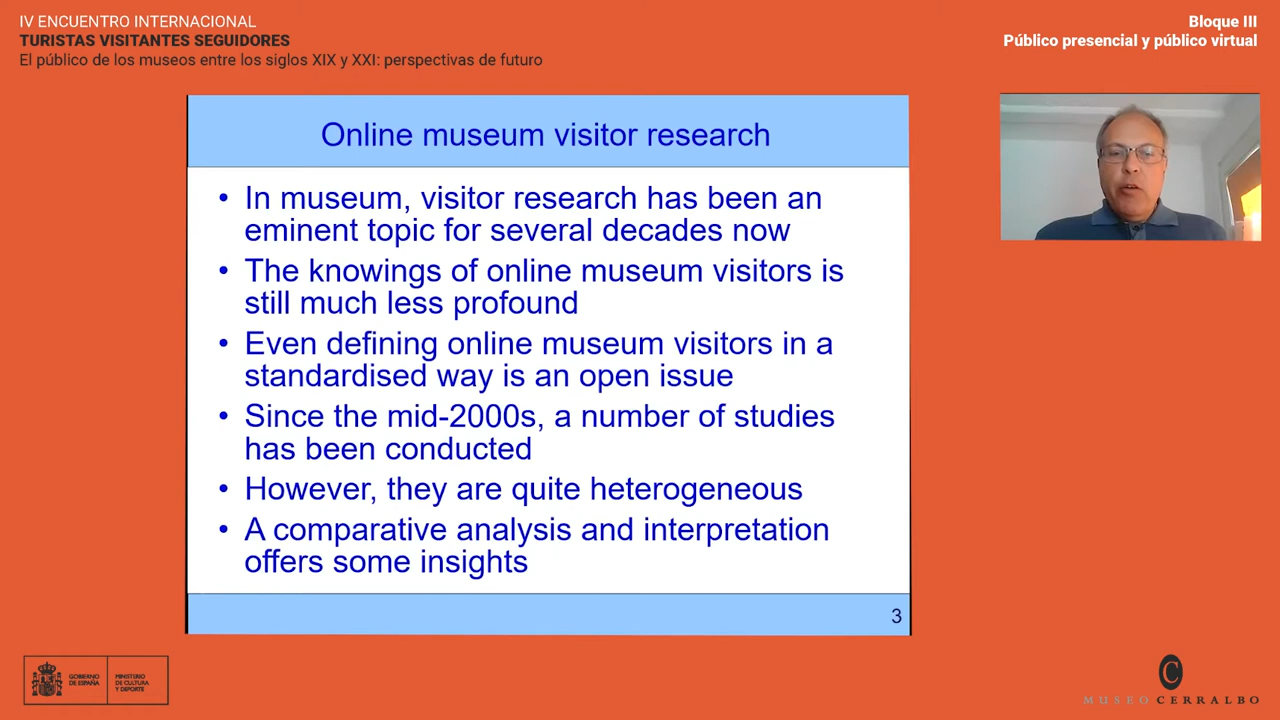 IV ENCUENTRO INTERNACIONAL
TURISTAS VISITANTES SEGUIDORES
El público de los museos entre los siglos XIX y XXI: perspectivas de futuro
Bloque III
Público presencial y público virtual
Online museum visitor research
• In museum, visitor research has been an
eminent topic for several decades now
• The knowings of online museum visitors is
still much less profound
• Even defining online museum visitors in a
standardised way is an open issue
• Since the mid-2000s, a number of studies
has been conducted
• However, they are quite heterogeneous
• A comparative analysis and interpretation
offers some insights
3
GOBIERNO
DE ESPAÑA
MINISTERIO
DE CULTURA
Y DEPORTE
C
MUSEO CERRALBO